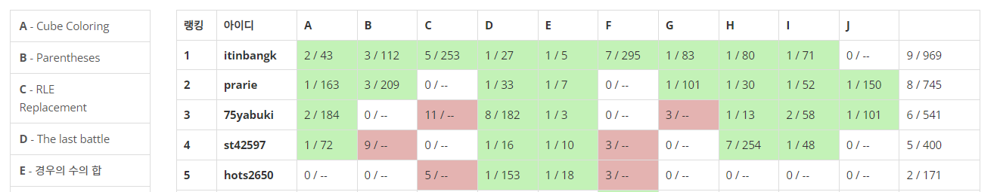 A - Cube Coloring
B - Parentheses
C - RLE
Replacement
D - The last battle
E - 경우의 수의 합
랭킹 아이디 A B C D E F G H I J
1 itinbangk 2 / 43 3 / 112 5 / 253 1 / 27 1 / 5 7 / 295 1 / 83 1 / 80 1 / 71 0 / -- 9 / 969
2 prarie 1 / 163 3 / 209 0 / -- 1 / 33 1 / 7 0 / -- 1 / 101 1 / 30 1 / 52 1 / 150 8 / 745
3 75yabuki 2 / 184 0 / -- 11 / -- 8 / 182 1 / 3 0 / -- 3 / -- 1 / 13 2 / 58 1 / 101 6 / 541
4 st42597 1 / 72 9 / -- 0 / -- 1 / 16 1 / 10 3 / -- 0 / -- 7 / 254 1 / 48 0 / -- 5 / 400
5 hots2650 0 / -- 0 / -- 5 / -- 1 / 153 1 / 18 3 / -- 0 / -- 0 / -- 0 / -- 0 / -- 2 / 171